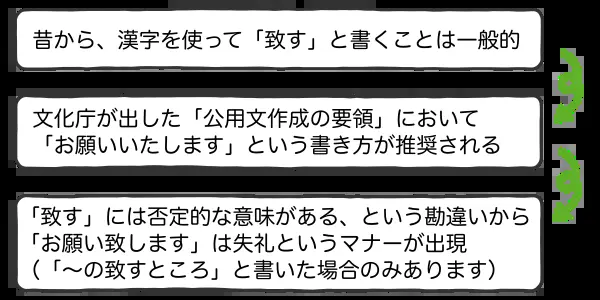 昔から、漢字を使って「致す」と書くことは一般的
文化庁が出した「公用文作成の要領」において
「お願いいたします」という書き方が推奨される
「致す」には否定的な意味がある、という勘違いから
「お願い致します」は失礼というマナーが出現
(「〜の致すところ」と書いた場合のみあります)